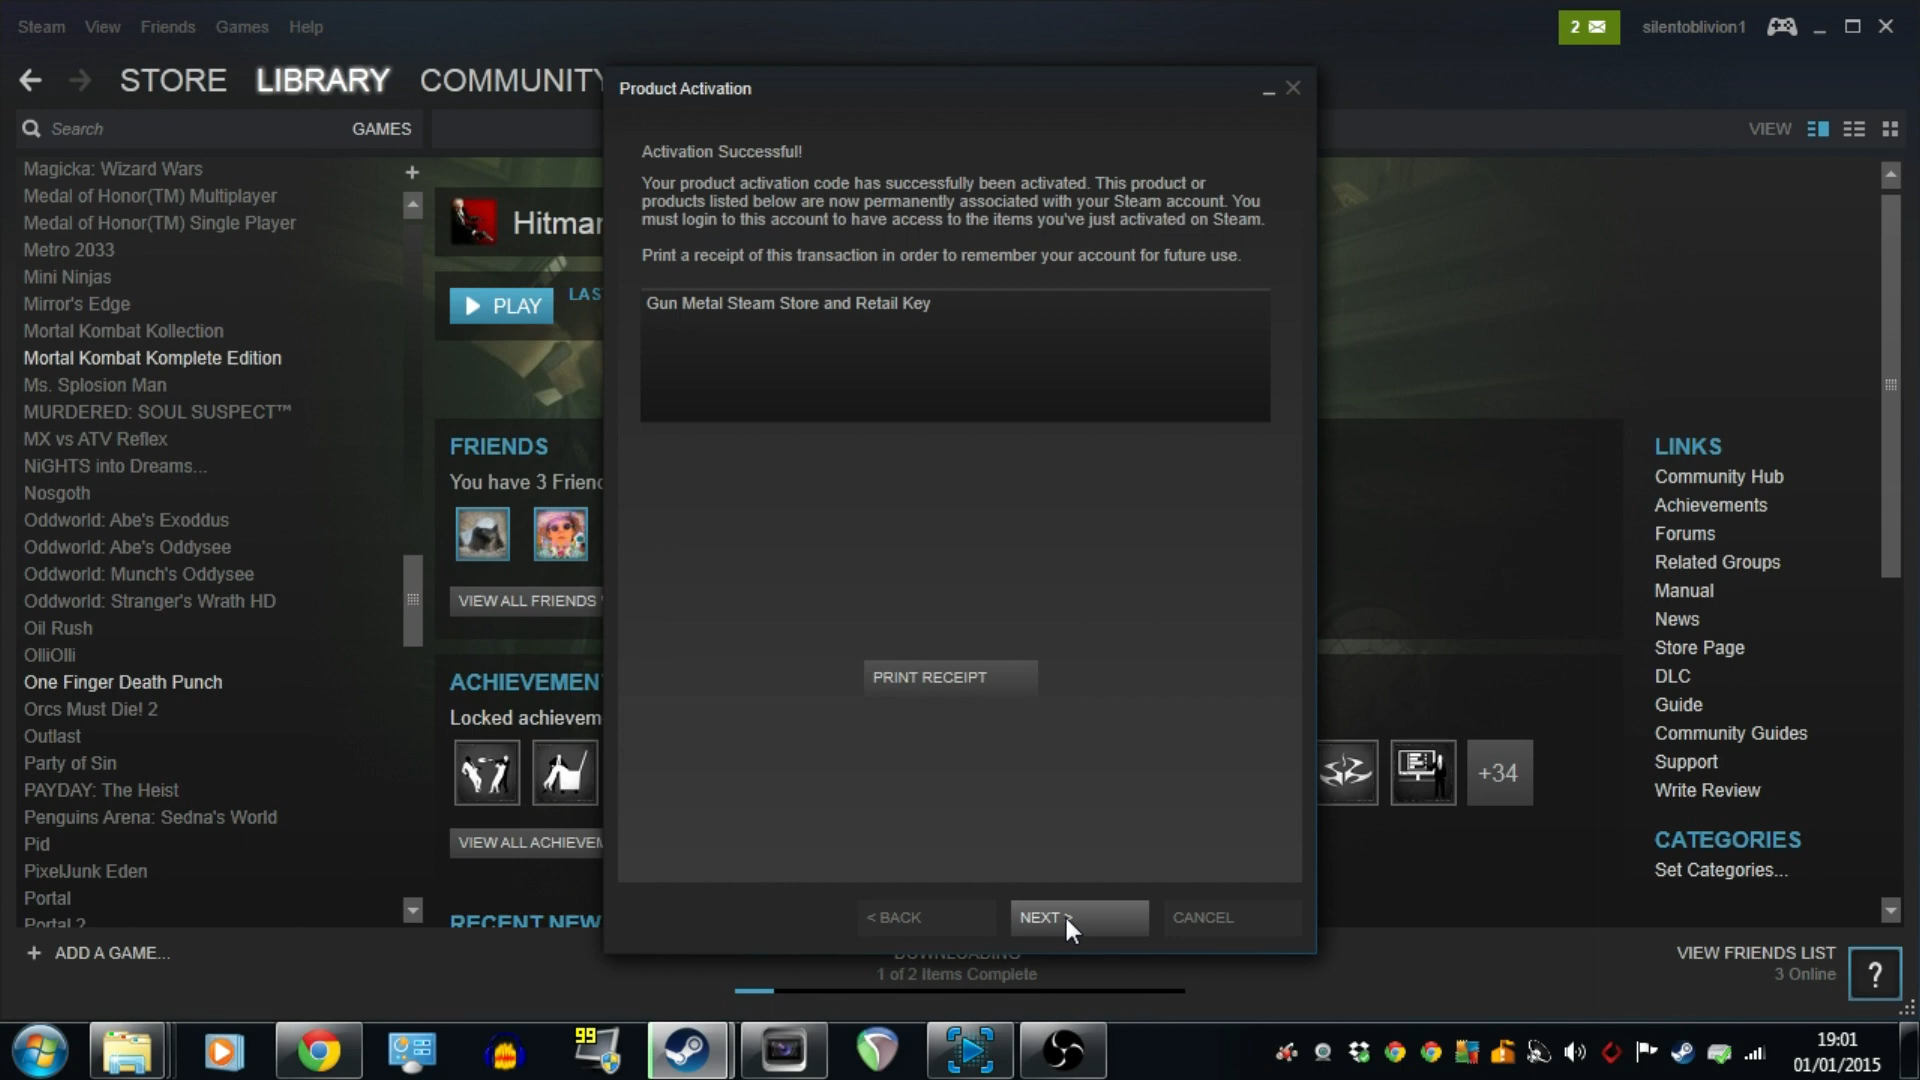 Steam View Friends Games Help
2
silentoblivion1
STORE LIBRARY COMMUNITY
Search
GAMES
VIEW
Magicka: Wizard Wars
Medal of Honor(TM) Multiplayer
Medal of Honor(TM) Single Player
Metro 2033
Mini Ninjas
Mirror's Edge
Mortal Kombat Kollection
Mortal Kombat Komplete Edition
Ms. Splosion Man
MURDERED: SOUL SUSPECT™
MX vs ATV Reflex
NiGHTS into Dreams...
Nosgoth
Oddworld: Abe's Exoddus
Oddworld: Abe's Oddysee
Oddworld: Munch's Oddysee
Oddworld: Stranger's Wrath HD
Oil Rush
OlliOlli
One Finger Death Punch
Orcs Must Die! 2
Outlast
Party of Sin
PAYDAY: The Heist
Penguins Arena: Sedna's World
Pid
PixelJunk Eden
Portal
Portal 2
+ ADD A GAME...
Hitman
PLAY
LAS
FRIENDS
You have 3 Friend
VIEW ALL FRIENDS
ACHIEVEMEN
Locked achievem
VIEW ALL ACHIEVEM
RECENT NEW
Product Activation
Activation Successful!
Your product activation code has successfully been activated. This product or
products listed below are now permanently associated with your Steam account. You
must login to this account to have access to the items you've just activated on Steam.
Print a receipt of this transaction in order to remember your account for future use.
Gun Metal Steam Store and Retail Key
PRINT RECEIPT
< BACK
NEXT >
CANCEL
DOWNLOADING
1 of 2 Items Complete
+34
LINKS
Community Hub
Achievements
Forums
Related Groups
Manual
News
Store Page
DLC
Guide
Community Guides
Support
Write Review
CATEGORIES
Set Categories...
VIEW FRIENDS LIST
3 Online
?
99
19:01
01/01/2015